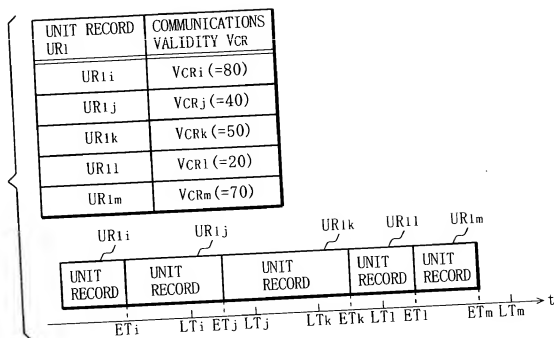 UNIT RECORD UR1 COMMUNICATIONS VALIDITY VCR
UR1i VCRi(=80)
UR1j VCRj(=40)
UR1k VCRk(=50)
UR1l VCRl(=20)
UR1m VCRm(=70)
UR1i UR1j UR1k UR1l UR1m
UNIT RECORD UNIT RECORD UNIT RECORD UNIT RECORD UNIT RECORD
t
ETi LTi ETj LTj LTk ETk LTl ETl ETm LTm